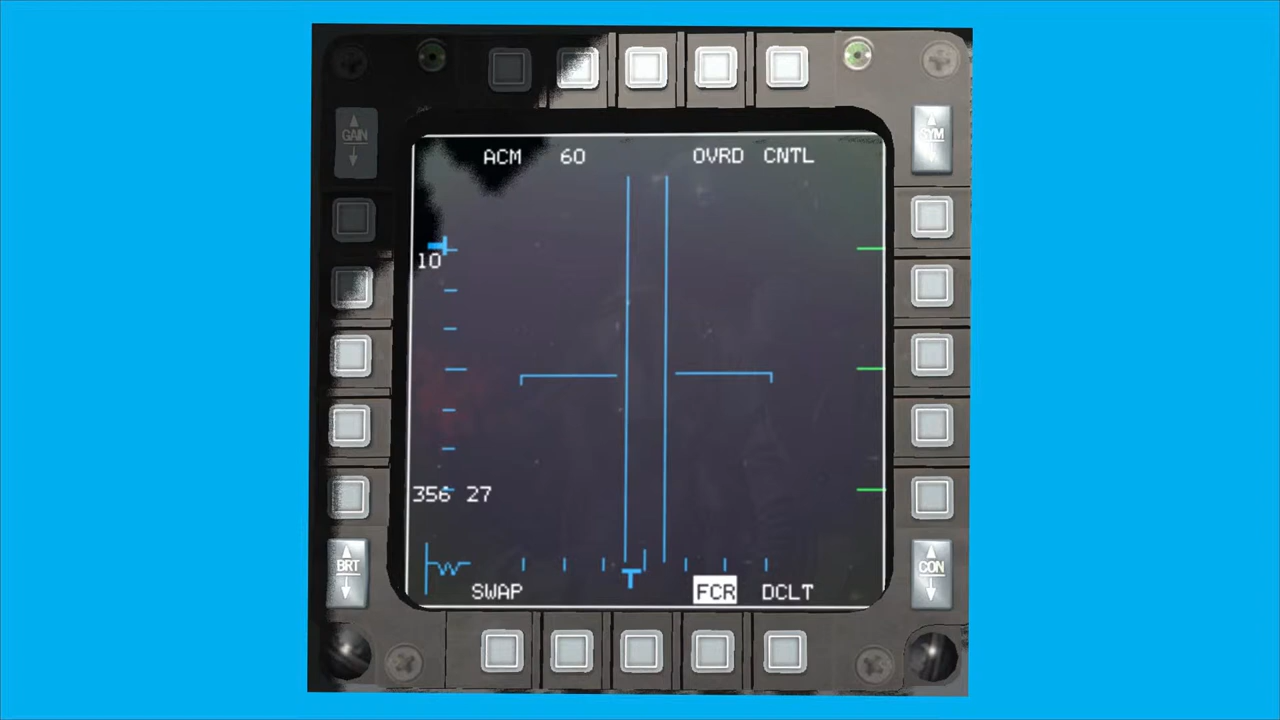 GAIN
SYM
ACM 60 OVRD CNTL
10
356 27
BRT
CON
SWAP FCR DCLT